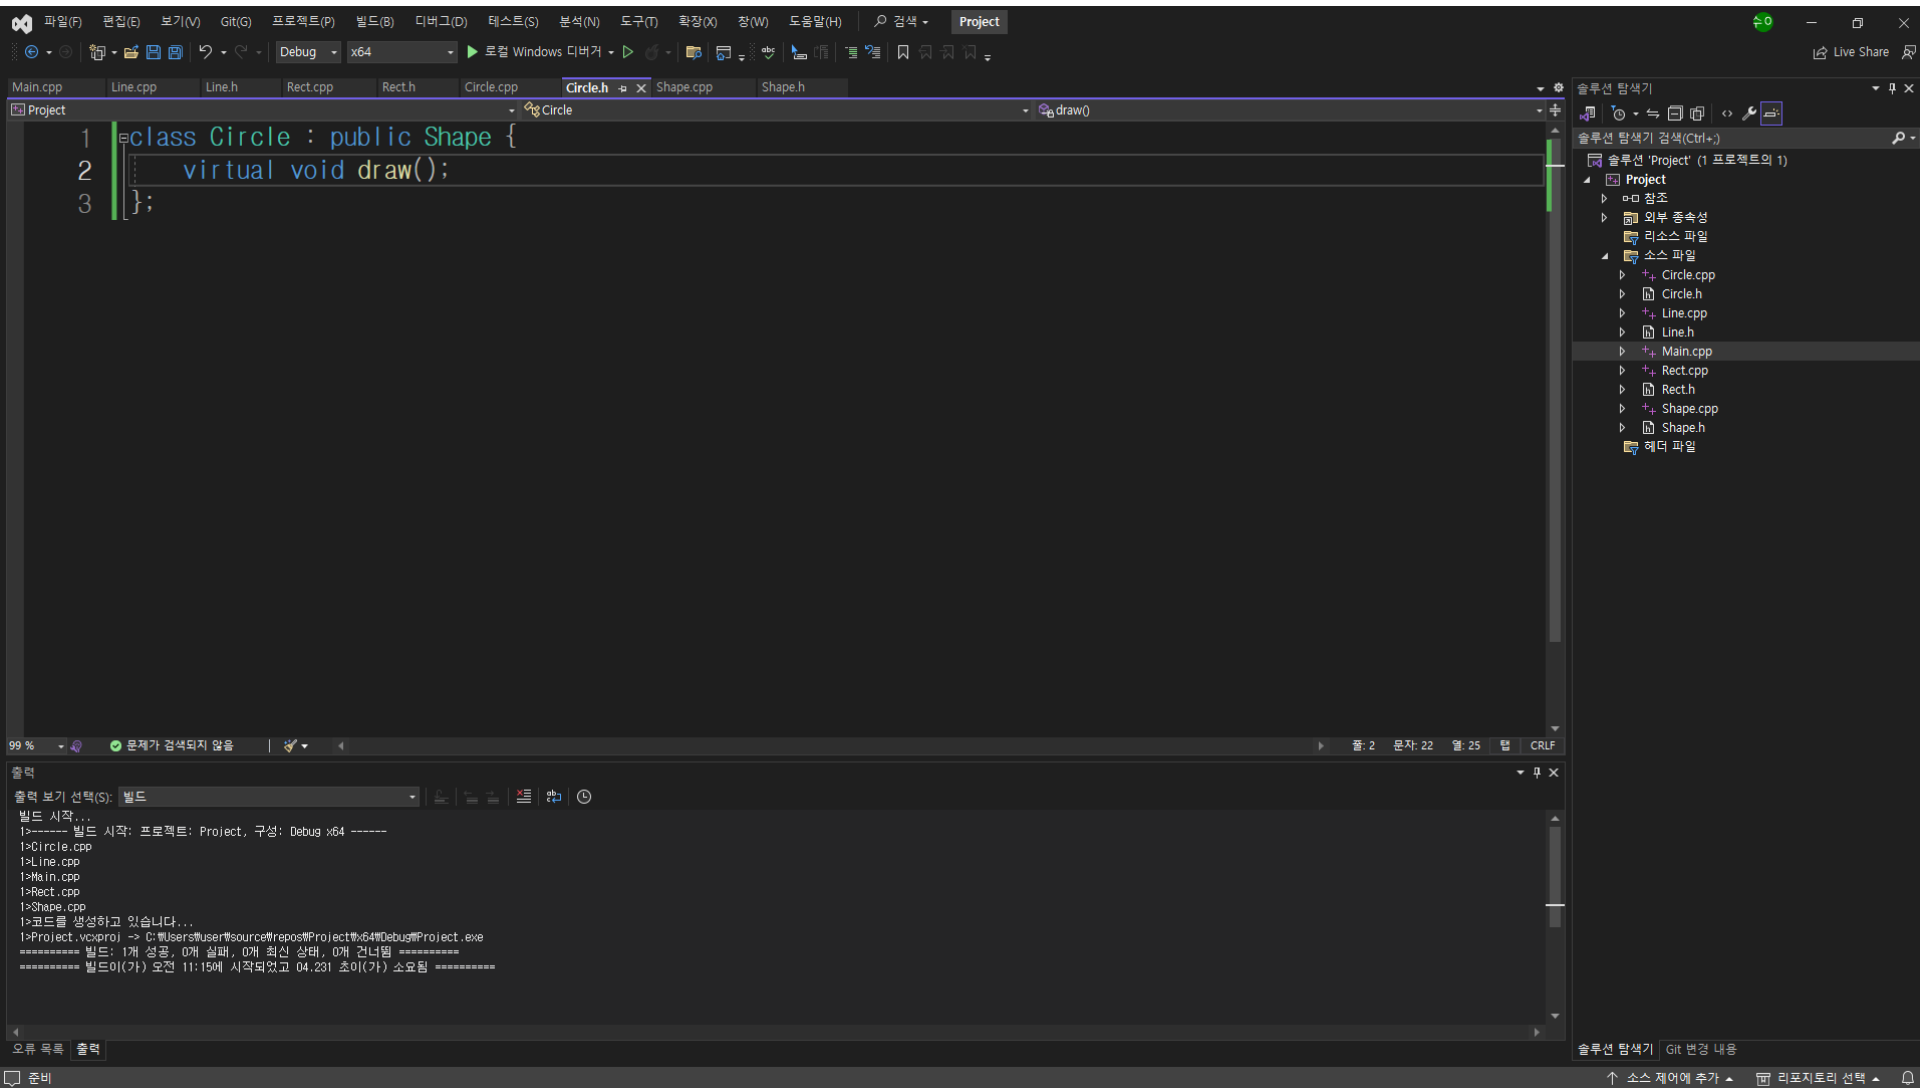 파일(F) 편집(E) 보기(V) Git(G) 프로젝트(P) 빌드(B) 디버그(D) 테스트(S) 분석(N) 도구(T) 확장(X) 창(W) 도움말(H) 검색 Project 순0
Debug x64 로컬 Windows 디버거 Live Share
Main.cpp Line.cpp Line.h Rect.cpp Rect.h Circle.cpp Circle.h Shape.cpp Shape.h
Project Circle draw()
1 class Circle : public Shape {
2 virtual void draw();
3 };
99 % 문제가 검색되지 않음 줄: 2 문자: 22 열: 25 탭 CRLF
출력
출력 보기 선택(S): 빌드
빌드 시작...
1>------ 빌드 시작: 프로젝트: Project, 구성: Debug x64 ------
1>Circle.cpp
1>Line.cpp
1>Main.cpp
1>Rect.cpp
1>Shape.cpp
1>코드를 생성하고 있습니다...
1>Project.vcxproj -> C:₩Users₩user₩source₩repos₩Project₩x64₩Debug₩Project.exe
========== 빌드: 1개 성공, 0개 실패, 0개 최신 상태, 0개 건너뜀 ==========
========== 빌드이(가) 오전 11:15에 시작되었고 04.231 초이(가) 소요됨 ==========
오류 목록 출력
솔루션 탐색기
솔루션 탐색기 검색(Ctrl+;)
솔루션 'Project' (1 프로젝트의 1)
Project
참조
외부 종속성
리소스 파일
소스 파일
Circle.cpp
Circle.h
Line.cpp
Line.h
Main.cpp
Rect.cpp
Rect.h
Shape.cpp
Shape.h
헤더 파일
솔루션 탐색기 Git 변경 내용
준비 소스 제어에 추가 리포지토리 선택